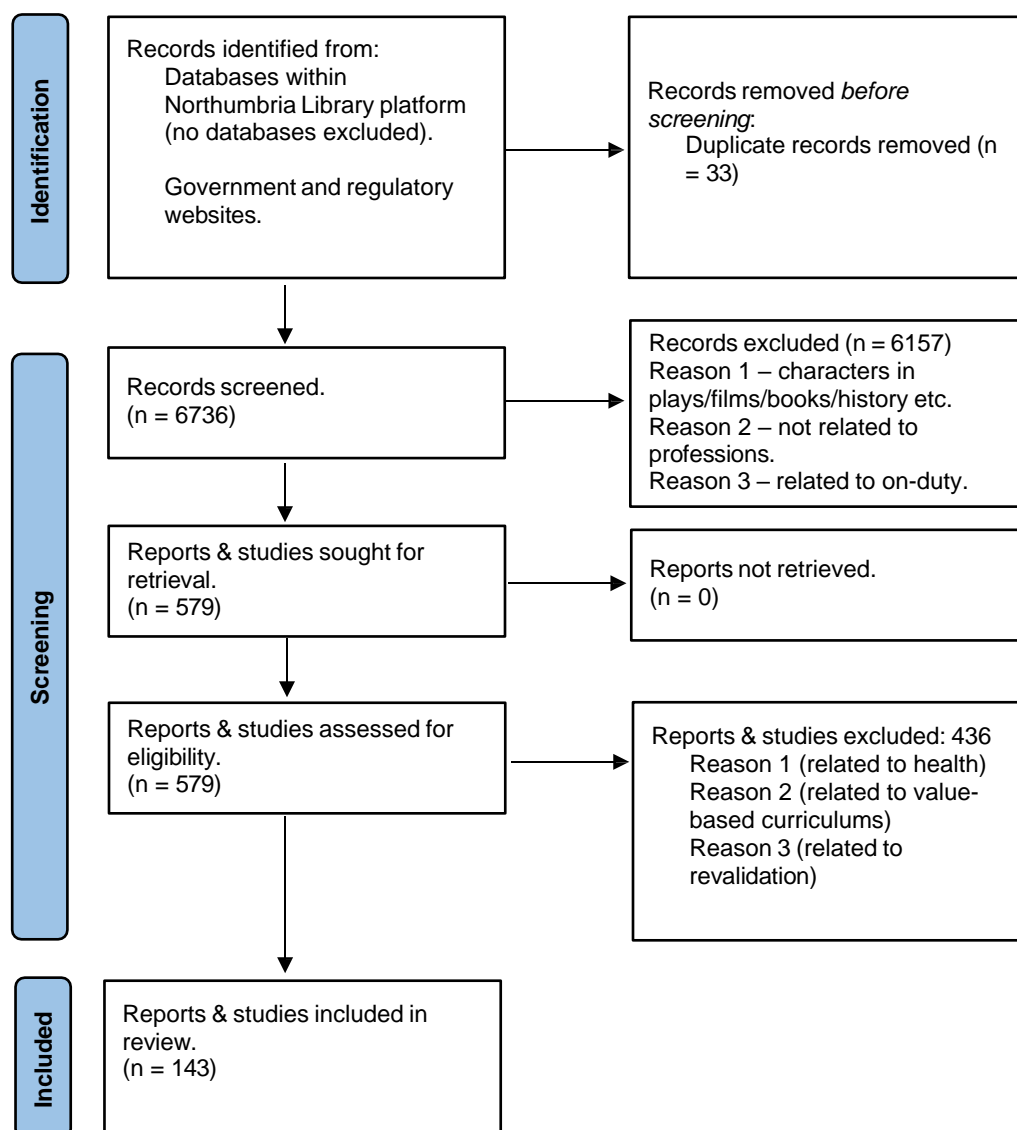 Identification
Records identified from:
Databases within
Northumbria Library platform
(no databases excluded).
Government and regulatory
websites.
Records removed before
screening:
Duplicate records removed (n
= 33)
Screening
Records screened.
(n = 6736)
Records excluded (n = 6157)
Reason 1 – characters in
plays/films/books/history etc.
Reason 2 – not related to
professions.
Reason 3 – related to on-duty.
Reports & studies sought for
retrieval.
(n = 579)
Reports not retrieved.
(n = 0)
Reports & studies assessed for
eligibility.
(n = 579)
Reports & studies excluded: 436
Reason 1 (related to health)
Reason 2 (related to value-
based curriculums)
Reason 3 (related to
revalidation)
Included
Reports & studies included in
review.
(n = 143)